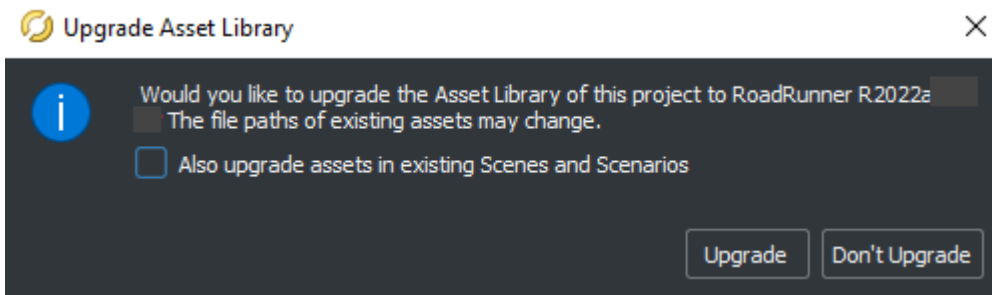 Upgrade Asset Library
Would you like to upgrade the Asset Library of this project to RoadRunner R2022a
The file paths of existing assets may change.
Also upgrade assets in existing Scenes and Scenarios
Upgrade
Don't Upgrade